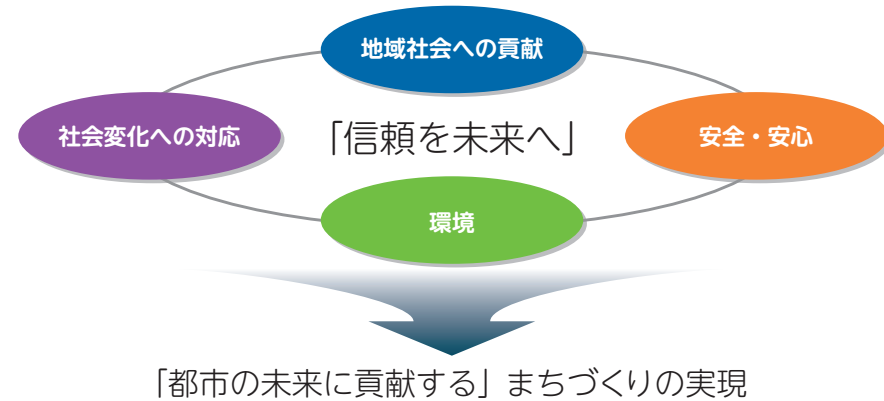 地域社会への貢献
社会変化への対応
「信頼を未来へ」
安全・安心
環境
「都市の未来に貢献する」まちづくりの実現